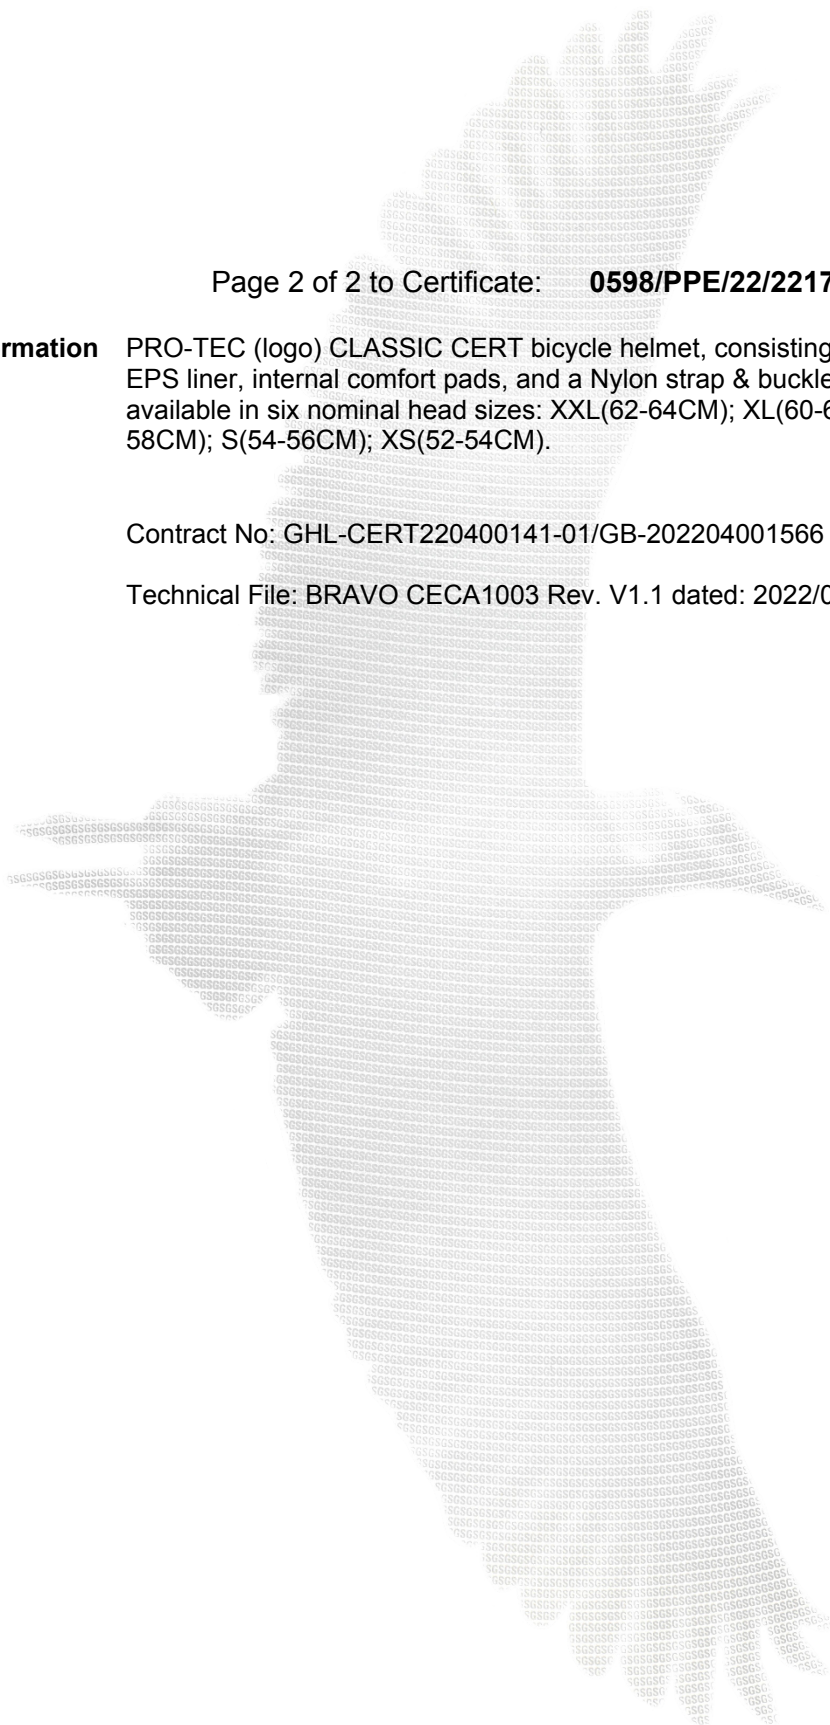 Page 2 of 2 to Certificate: 0598/PPE/22/2217
rmation PRO-TEC (logo) CLASSIC CERT bicycle helmet, consisting
EPS liner, internal comfort pads, and a Nylon strap & buckle
available in six nominal head sizes: XXL(62-64CM); XL(60-6
58CM); S(54-56CM); XS(52-54CM).
Contract No: GHL-CERT220400141-01/GB-202204001566
Technical File: BRAVO CECA1003 Rev. V1.1 dated: 2022/0